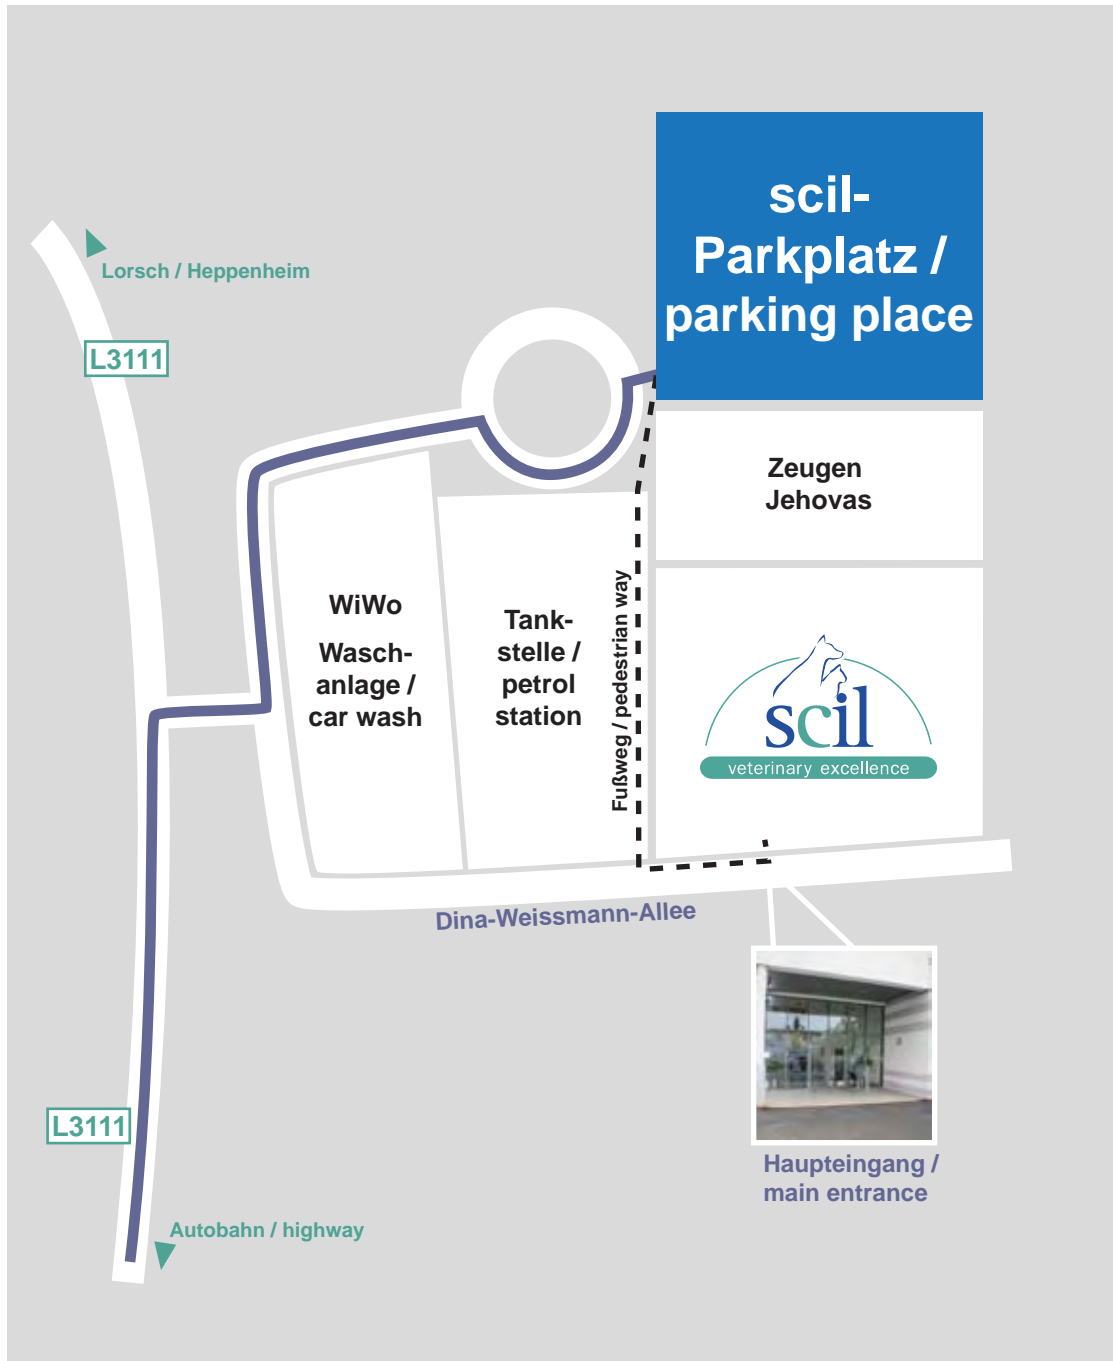 scil-
Parkplatz /
parking place
Lorsch / Heppenheim
L3111
Zeugen
Jehovas
WiWo
Wasch-
anlage /
car wash
Tank-
stelle /
petrol
station
Fußweg / pedestrian way
scil
veterinary excellence
Dina-Weissmann-Allee
L3111
Haupteingang /
main entrance
Autobahn / highway